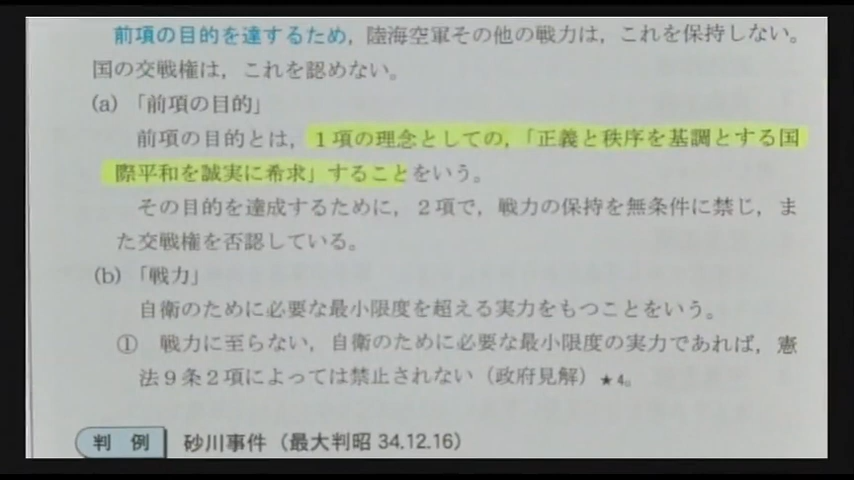 前項の目的を達するため，陸海空軍その他の戦力は，これを保持しない。
国の交戦権は，これを認めない。
(a) 「前項の目的」
前項の目的とは，１項の理念としての，「正義と秩序を基調とする国
際平和を誠実に希求」することをいう。
その目的を達成するために，２項で，戦力の保持を無条件に禁じ，ま
た交戦権を否認している。
(b) 「戦力」
自衛のために必要な最小限度を超える実力をもつことをいう。
① 戦力に至らない，自衛のために必要な最小限度の実力であれば，憲
法９条２項によっては禁止されない（政府見解）★4。
判 例 砂川事件（最大判昭 34.12.16）